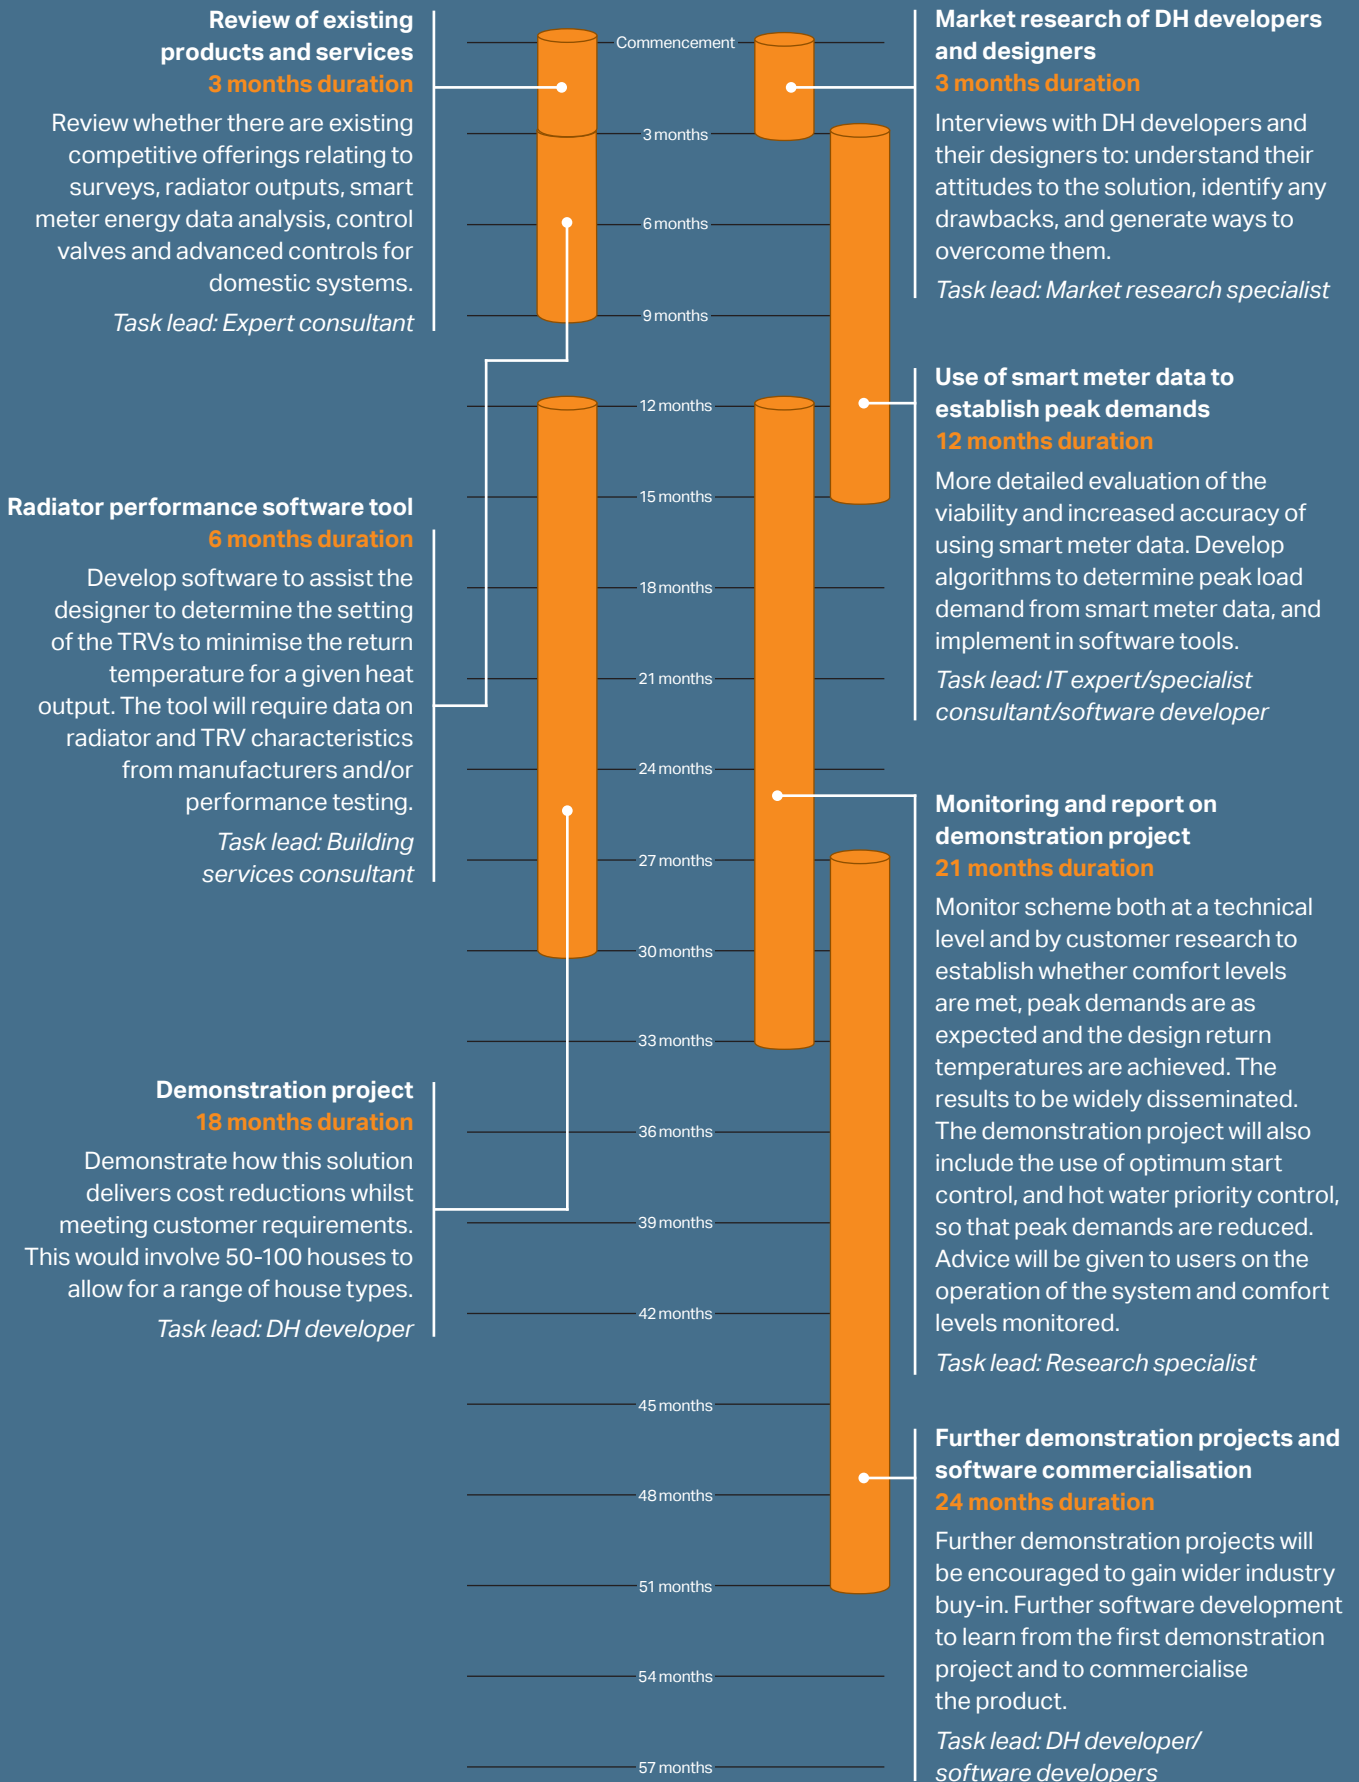 Review of existing
products and services
3 months duration
Review whether there are existing
competitive offerings relating to
surveys, radiator outputs, smart
meter energy data analysis, control
valves and advanced controls for
domestic systems.
Task lead: Expert consultant
Radiator performance software tool
6 months duration
Develop software to assist the
designer to determine the setting
of the TRVs to minimise the return
temperature for a given heat
output. The tool will require data on
radiator and TRV characteristics
from manufacturers and/or
performance testing.
Task lead: Building
services consultant
Demonstration project
18 months duration
Demonstrate how this solution
delivers cost reductions whilst
meeting customer requirements.
This would involve 50-100 houses to
allow for a range of house types.
Task lead: DH developer
Commencement
3 months
6 months
9 months
12 months
15 months
18 months
21 months
24 months
27 months
30 months
33 months
36 months
39 months
42 months
45 months
48 months
51 months
54 months
57 months
Market research of DH developers
and designers
3 months duration
Interviews with DH developers and
their designers to: understand their
attitudes to the solution, identify any
drawbacks, and generate ways to
overcome them.
Task lead: Market research specialist
Use of smart meter data to
establish peak demands
12 months duration
More detailed evaluation of the
viability and increased accuracy of
using smart meter data. Develop
algorithms to determine peak load
demand from smart meter data, and
implement in software tools.
Task lead: IT expert/specialist
consultant/software developer
Monitoring and report on
demonstration project
21 months duration
Monitor scheme both at a technical
level and by customer research to
establish whether comfort levels
are met, peak demands are as
expected and the design return
temperatures are achieved. The
results to be widely disseminated.
The demonstration project will also
include the use of optimum start
control, and hot water priority control,
so that peak demands are reduced.
Advice will be given to users on the
operation of the system and comfort
levels monitored.
Task lead: Research specialist
Further demonstration projects and
software commercialisation
24 months duration
Further demonstration projects will
be encouraged to gain wider industry
buy-in. Further software development
to learn from the first demonstration
project and to commercialise
the product.
Task lead: DH developer/
software developers